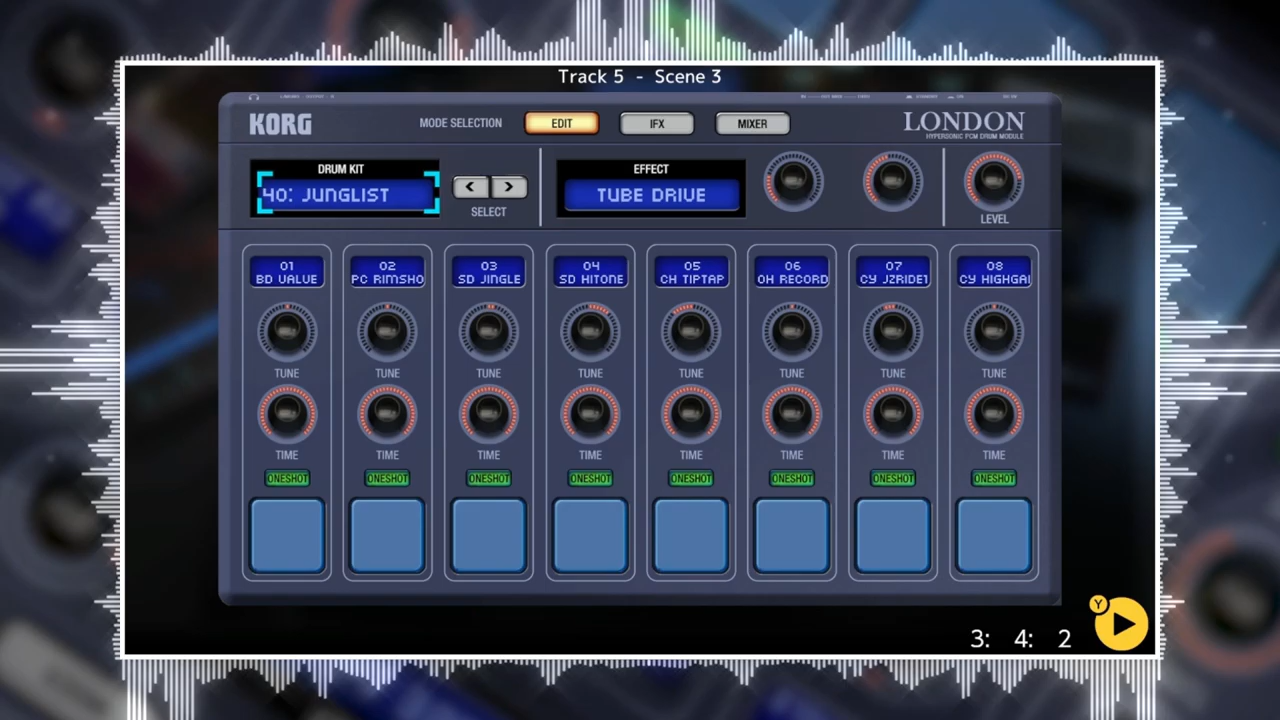 Track 5 - Scene 3
KORG
MODE SELECTION
EDIT
IFX
MIXER
LONDON
HYPERSONIC PCM DRUM MODULE
DRUM KIT
40: JUNGLIST
SELECT
EFFECT
TUBE DRIVE
LEVEL
01
BD VALVE
02
PC RIMSHO
03
SD JINGLE
04
SD HITONE
05
CH TIPTAP
06
OH RECORD
07
CY J2RIDE1
08
CY HIGHGAI
TUNE TUNE TUNE TUNE TUNE TUNE TUNE TUNE
TIME TIME TIME TIME TIME TIME TIME TIME
ONESHOT ONESHOT ONESHOT ONESHOT ONESHOT ONESHOT ONESHOT ONESHOT
Y
3: 4: 2